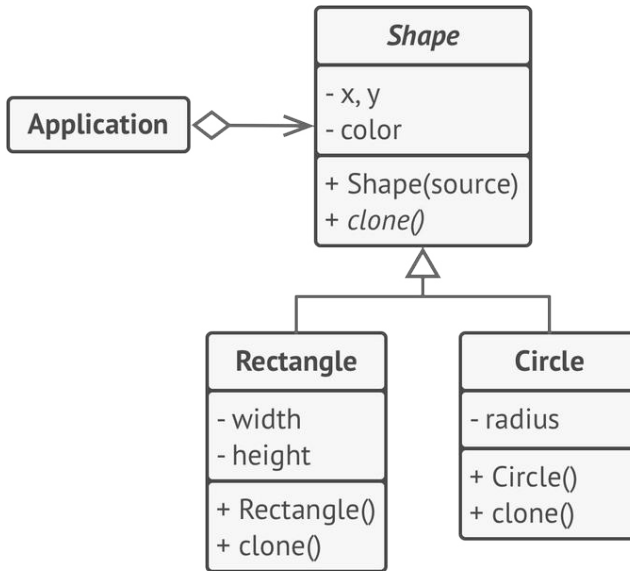 Shape
- x, y
- color
+ Shape(source)
+ clone()
Application
Rectangle
- width
- height
+ Rectangle()
+ clone()
Circle
- radius
+ Circle()
+ clone()